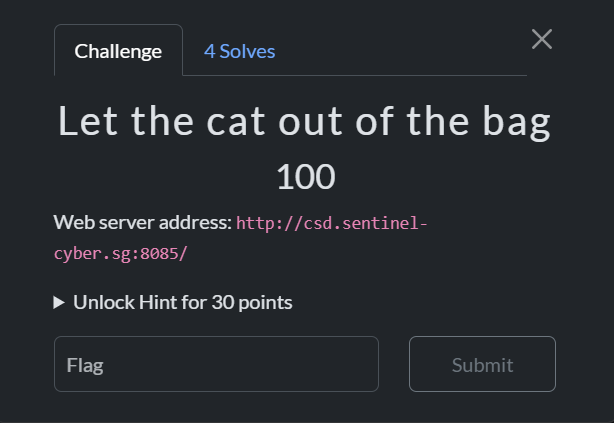 Challenge
4 Solves
Let the cat out of the bag
100
Web server address: http://csd.sentinel-
cyber.sg:8085/
Unlock Hint for 30 points
Flag
Submit